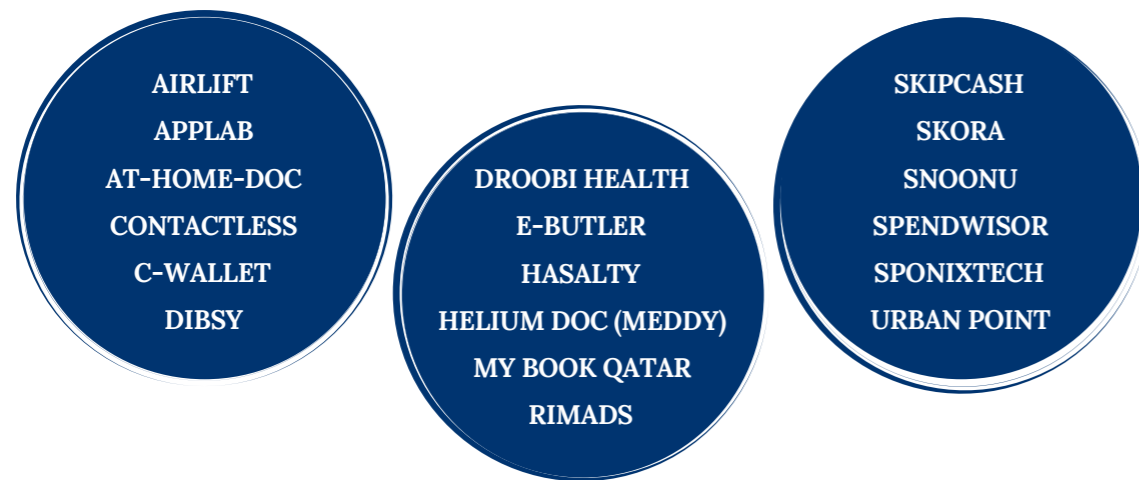 AIRLIFT
APPLAB
AT-HOME-DOC
CONTACTLESS
C-WALLET
DIBSY
DROOBI HEALTH
E-BUTLER
HASALTY
HELIUM DOC (MEDDY)
MY BOOK QATAR
RIMADS
SKIPCASH
SKORA
SNOONU
SPENDWISOR
SPONIXTECH
URBAN POINT